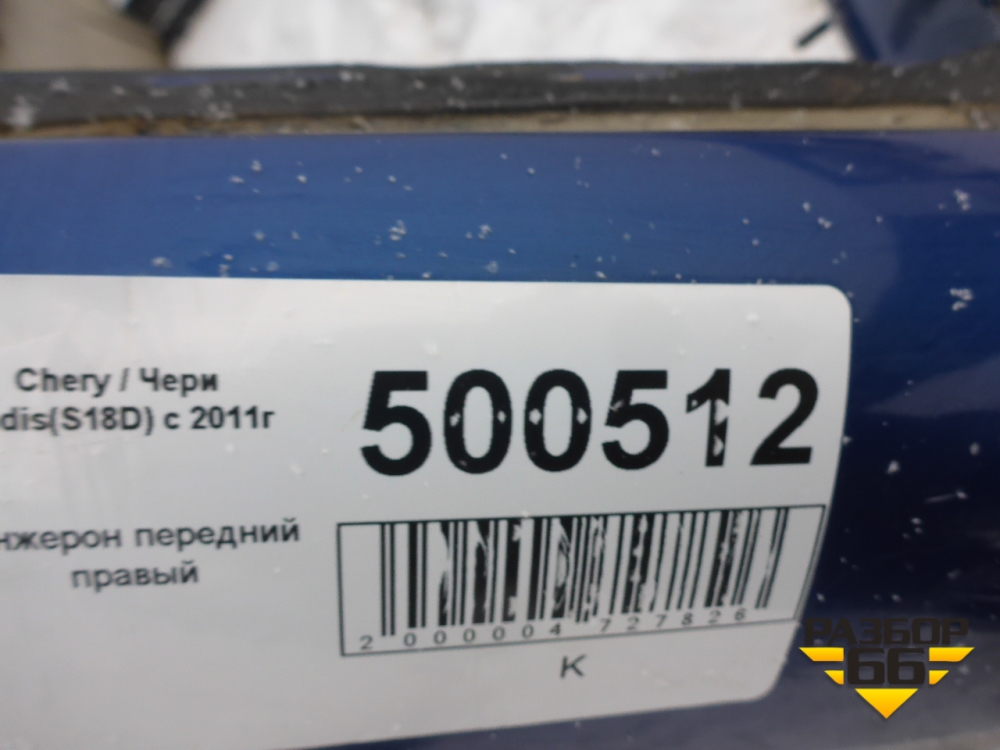 Chery / Чери
dis(S18D) с 2011г
500512
нжерон передний
правый
2 000004 727826
К
РАЗБОР
66